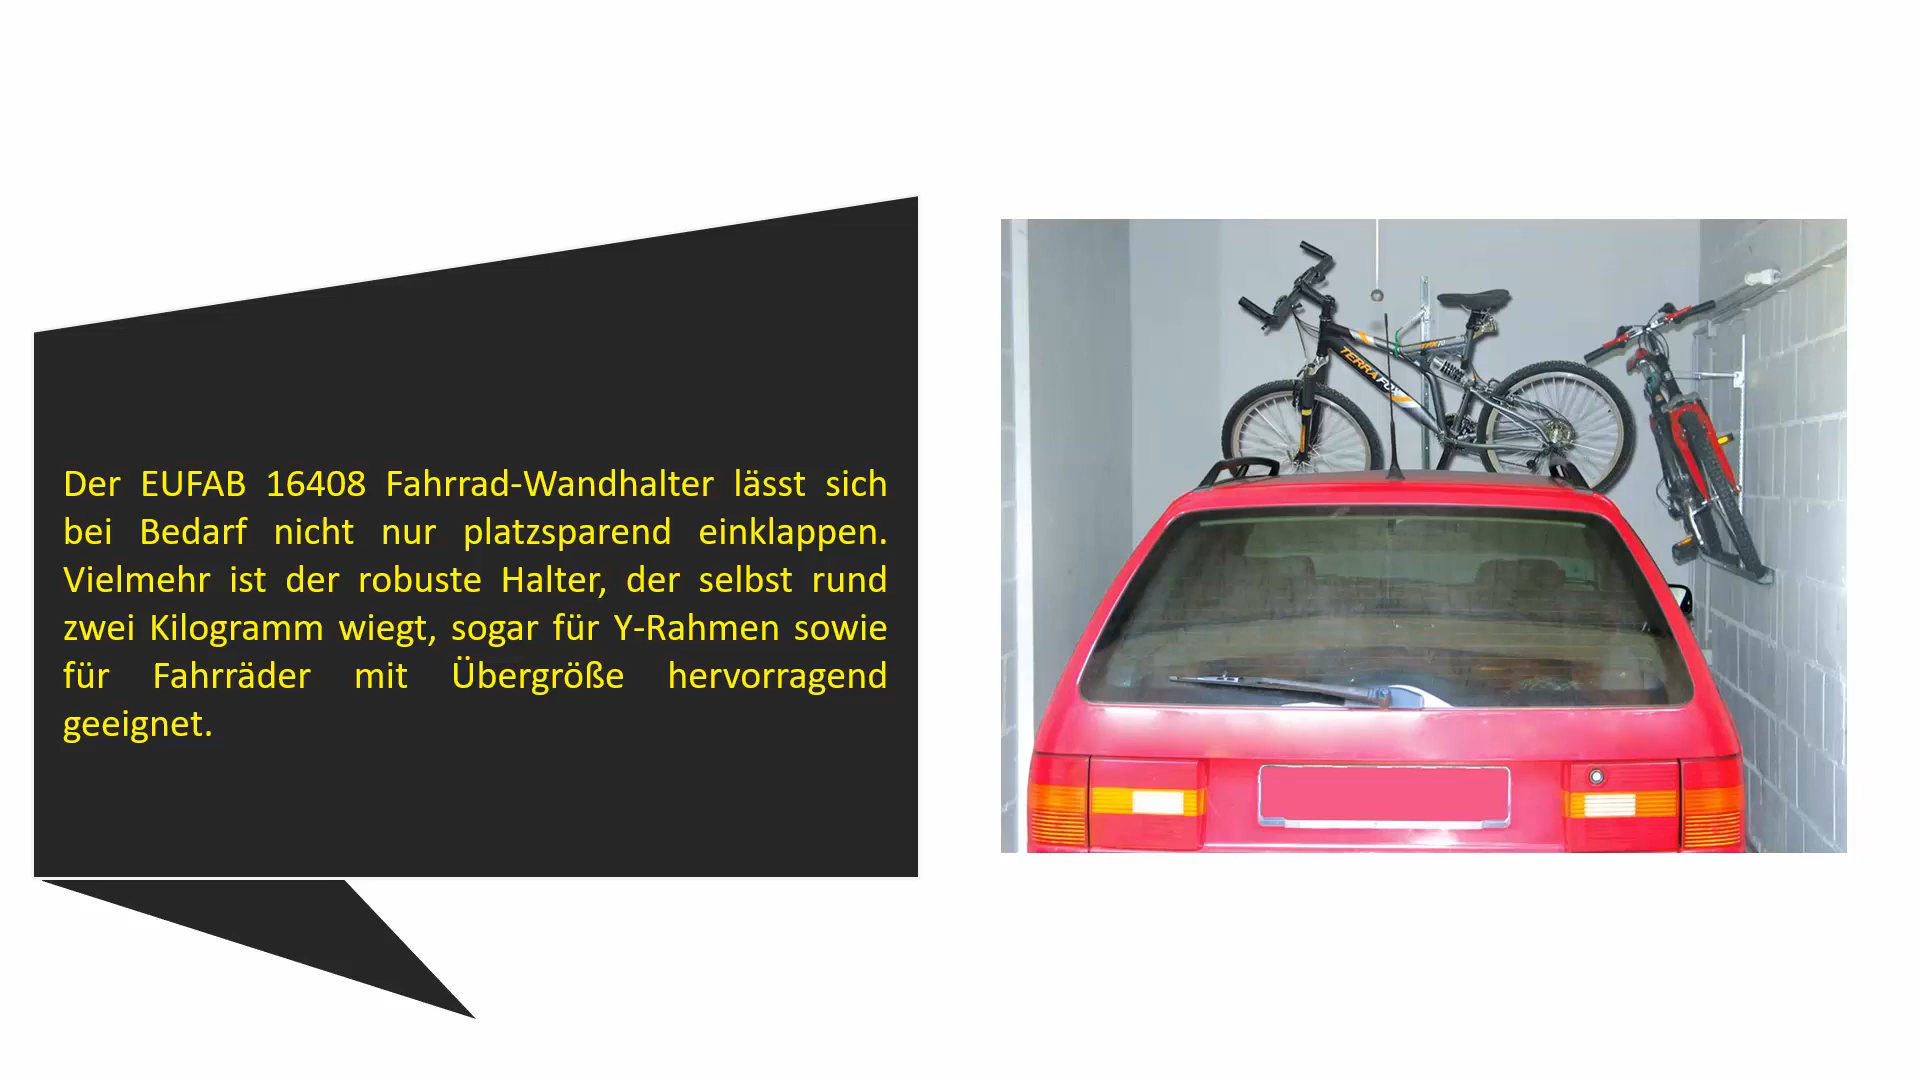 Der EUFAB 16408 Fahrrad-Wandhalter lässt sich
bei Bedarf nicht nur platzsparend einklappen.
Vielmehr ist der robuste Halter, der selbst rund
zwei Kilogramm wiegt, sogar für Y-Rahmen sowie
für Fahrräder mit Übergröße hervorragend
geeignet.
TERRAFOX